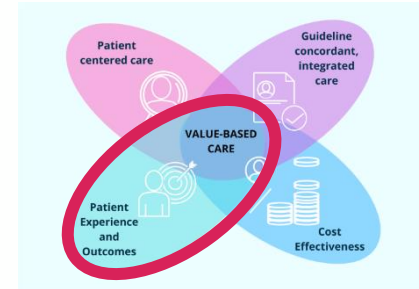 Patient
centered care
Guideline
concordant,
integrated
care
VALUE-BASED
CARE
Patient
Experience
and
Outcomes
Cost
Effectiveness